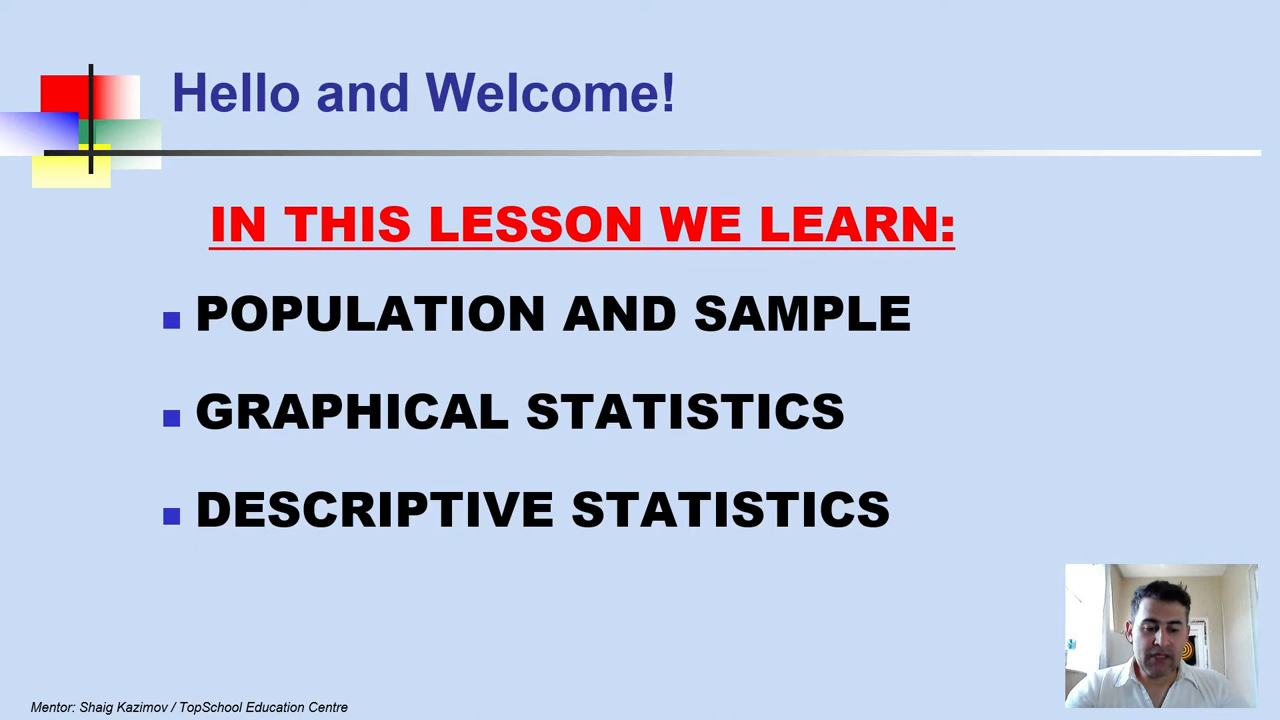 Hello and Welcome!
IN THIS LESSON WE LEARN:
POPULATION AND SAMPLE
GRAPHICAL STATISTICS
DESCRIPTIVE STATISTICS
Mentor: Shaig Kazimov / TopSchool Education Centre